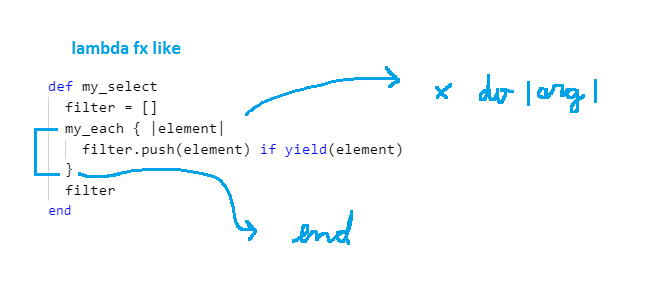 lambda fx like
def my_select
filter = []
my_each { |element|
filter.push(element) if yield(element)
}
filter
end
x do |arg|
end